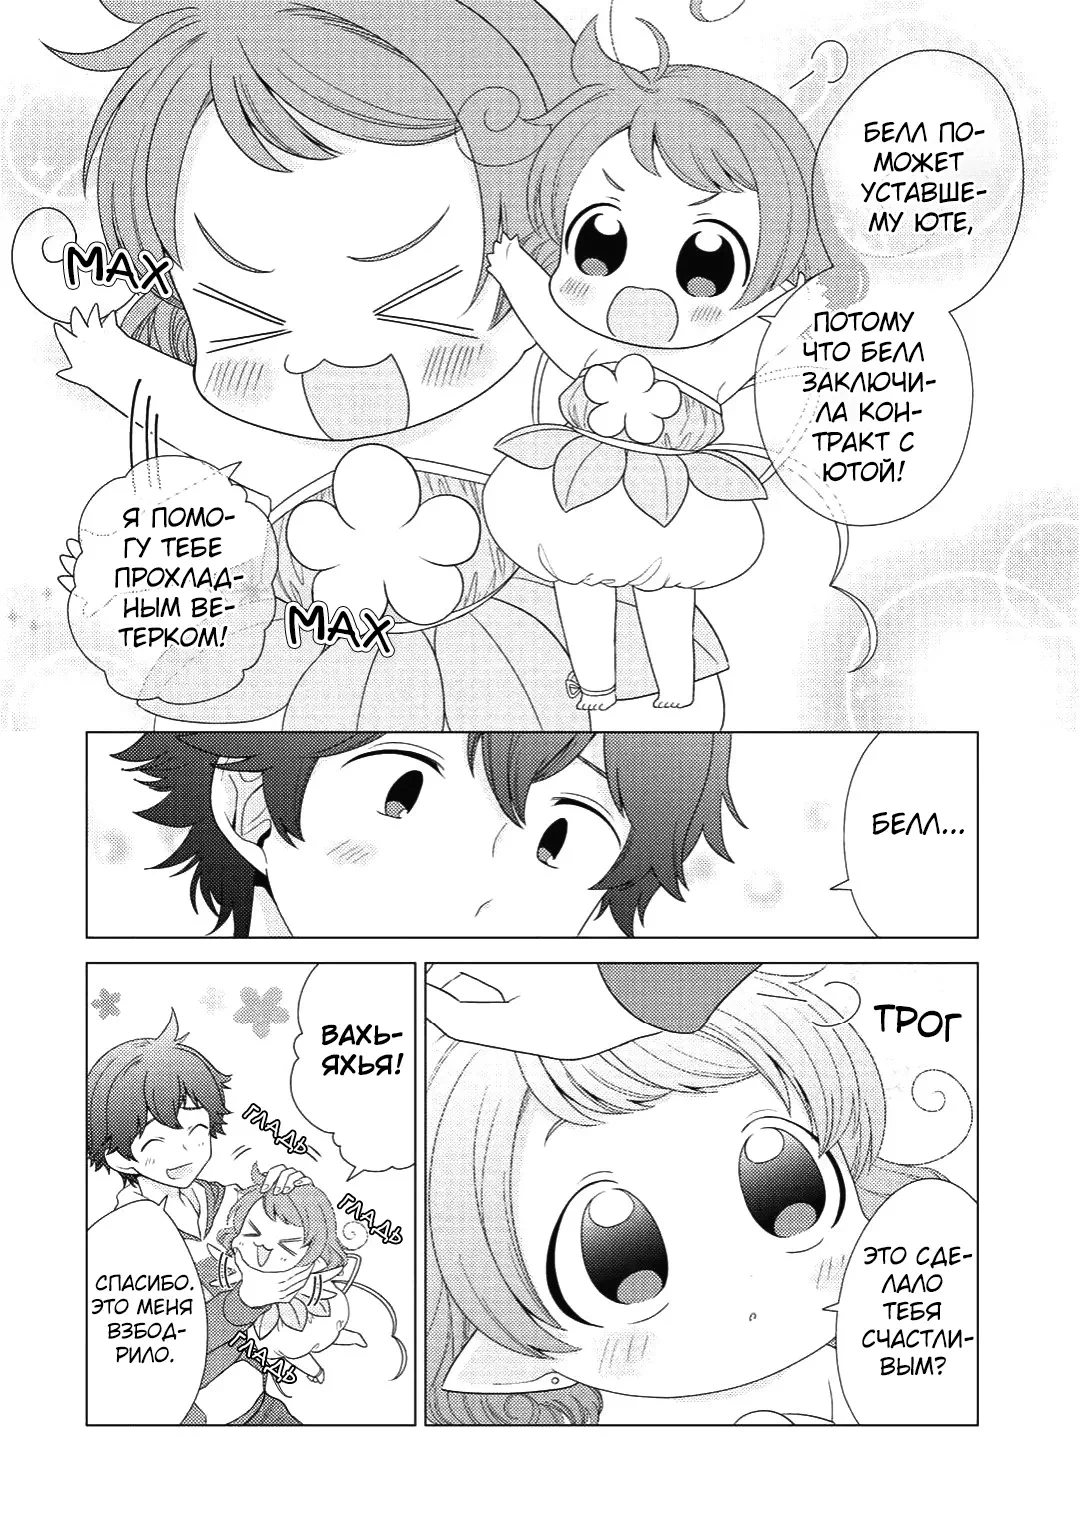 БЕЛЛ ПО-
МОЖЕТ
УСТАВШЕ-
МУ ЮТЕ,
ПОТОМУ
ЧТО БЕЛЛ
ЗАКЛЮЧИ-
ЛА КОН-
ТРАКТ С
ЮТОЙ!
МАХ
Я ПОМО-
ГУ ТЕБЕ
ПРОХЛАД-
НЫМ ВЕ-
ТЕРКОМ!
МАХ
БЕЛЛ...
ТРОГ
ЭТО СДЕ-
ЛАЛО
ТЕБЯ
СЧАСТЛИ-
ВЫМ?
ВАХЬ-
ЯХЬЯ!
ГЛАДЬ
ГЛАДЬ
СПАСИБО.
ЭТО МЕНЯ
ВЗБОД-
РИЛО.
ГЛАДЬ